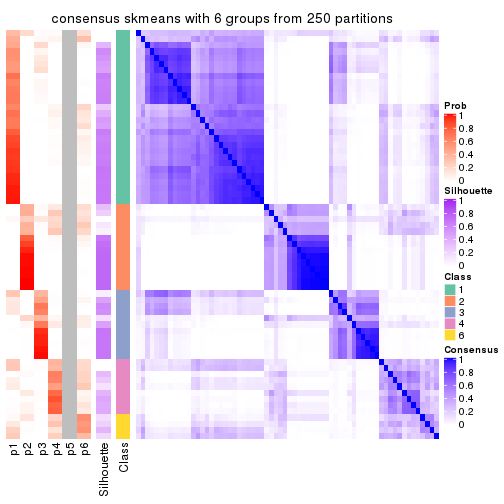 consensus skmeans with 6 groups from 250 partitions
Prob
1
0.8
0.6
0.4
0.2
0
Silhouette
1
0.8
0.6
0.4
0.2
0
Class
1
2
3
4
6
Consensus
1
0.8
0.6
0.4
0.2
0
p1
p2
p3
p4
p5
p6
Silhouette
Class